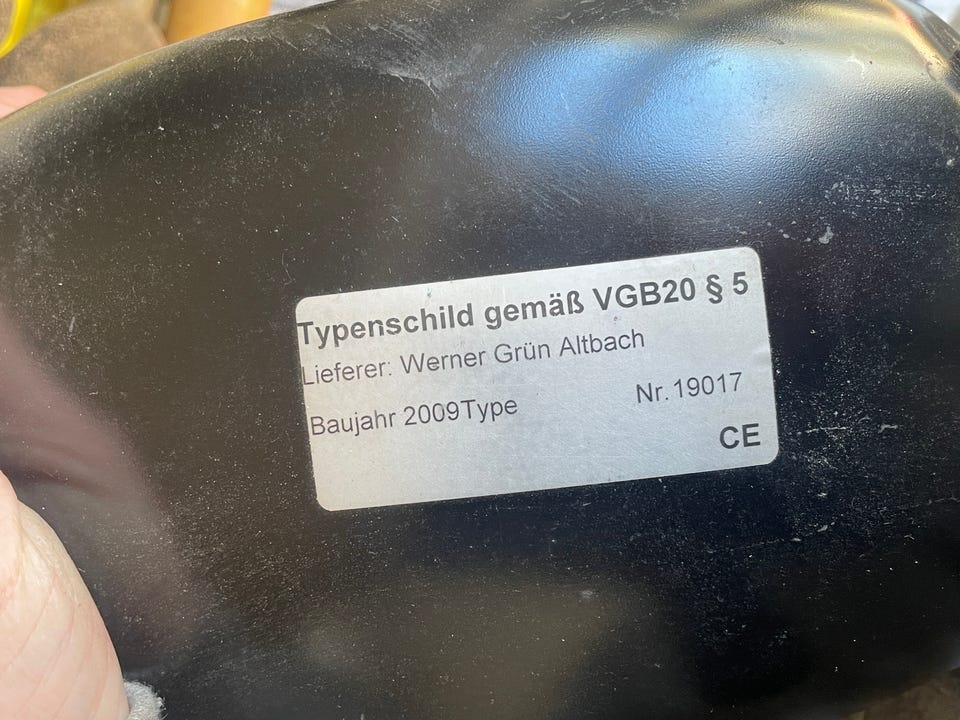 Typenschild gemäß VGB20 § 5
Lieferer: Werner Grün Altbach
Baujahr 2009Type Nr. 19017
CE